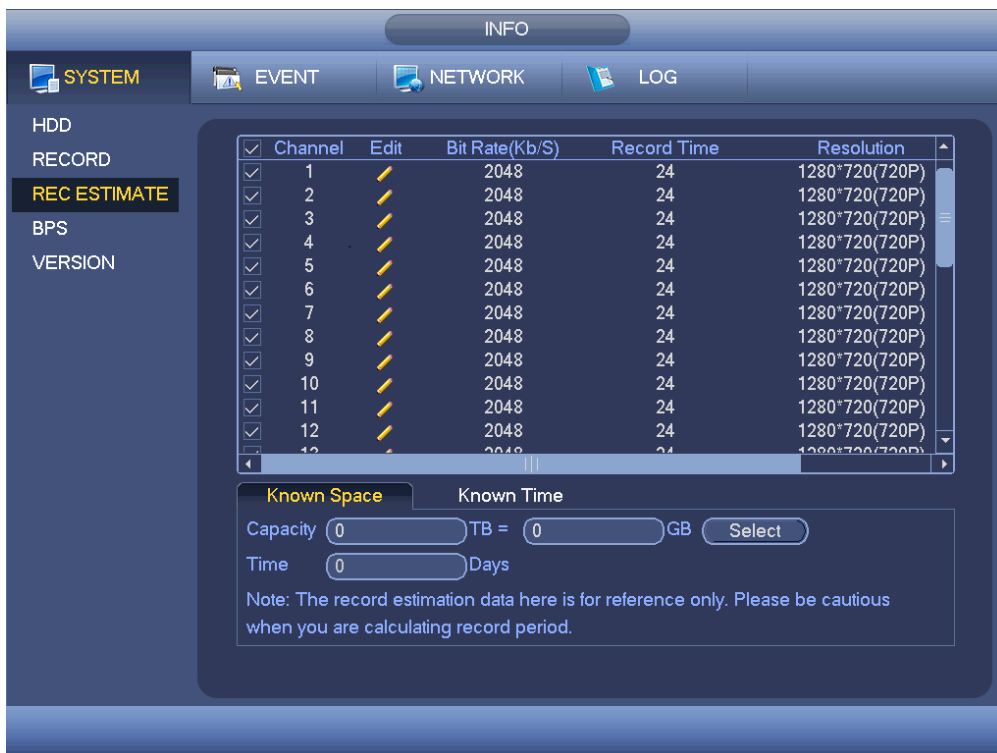 INFO
SYSTEM EVENT NETWORK LOG
HDD
RECORD
REC ESTIMATE
BPS
VERSION
Channel Edit Bit Rate(Kb/S) Record Time Resolution
1 2048 24 1280*720(720P)
2 2048 24 1280*720(720P)
3 2048 24 1280*720(720P)
4 2048 24 1280*720(720P)
5 2048 24 1280*720(720P)
6 2048 24 1280*720(720P)
7 2048 24 1280*720(720P)
8 2048 24 1280*720(720P)
9 2048 24 1280*720(720P)
10 2048 24 1280*720(720P)
11 2048 24 1280*720(720P)
12 2048 24 1280*720(720P)
13 2048 24 1280*720(720P)
Known Space Known Time
Capacity 0 TB = 0 GB Select
Time 0 Days
Note: The record estimation data here is for reference only. Please be cautious
when you are calculating record period.